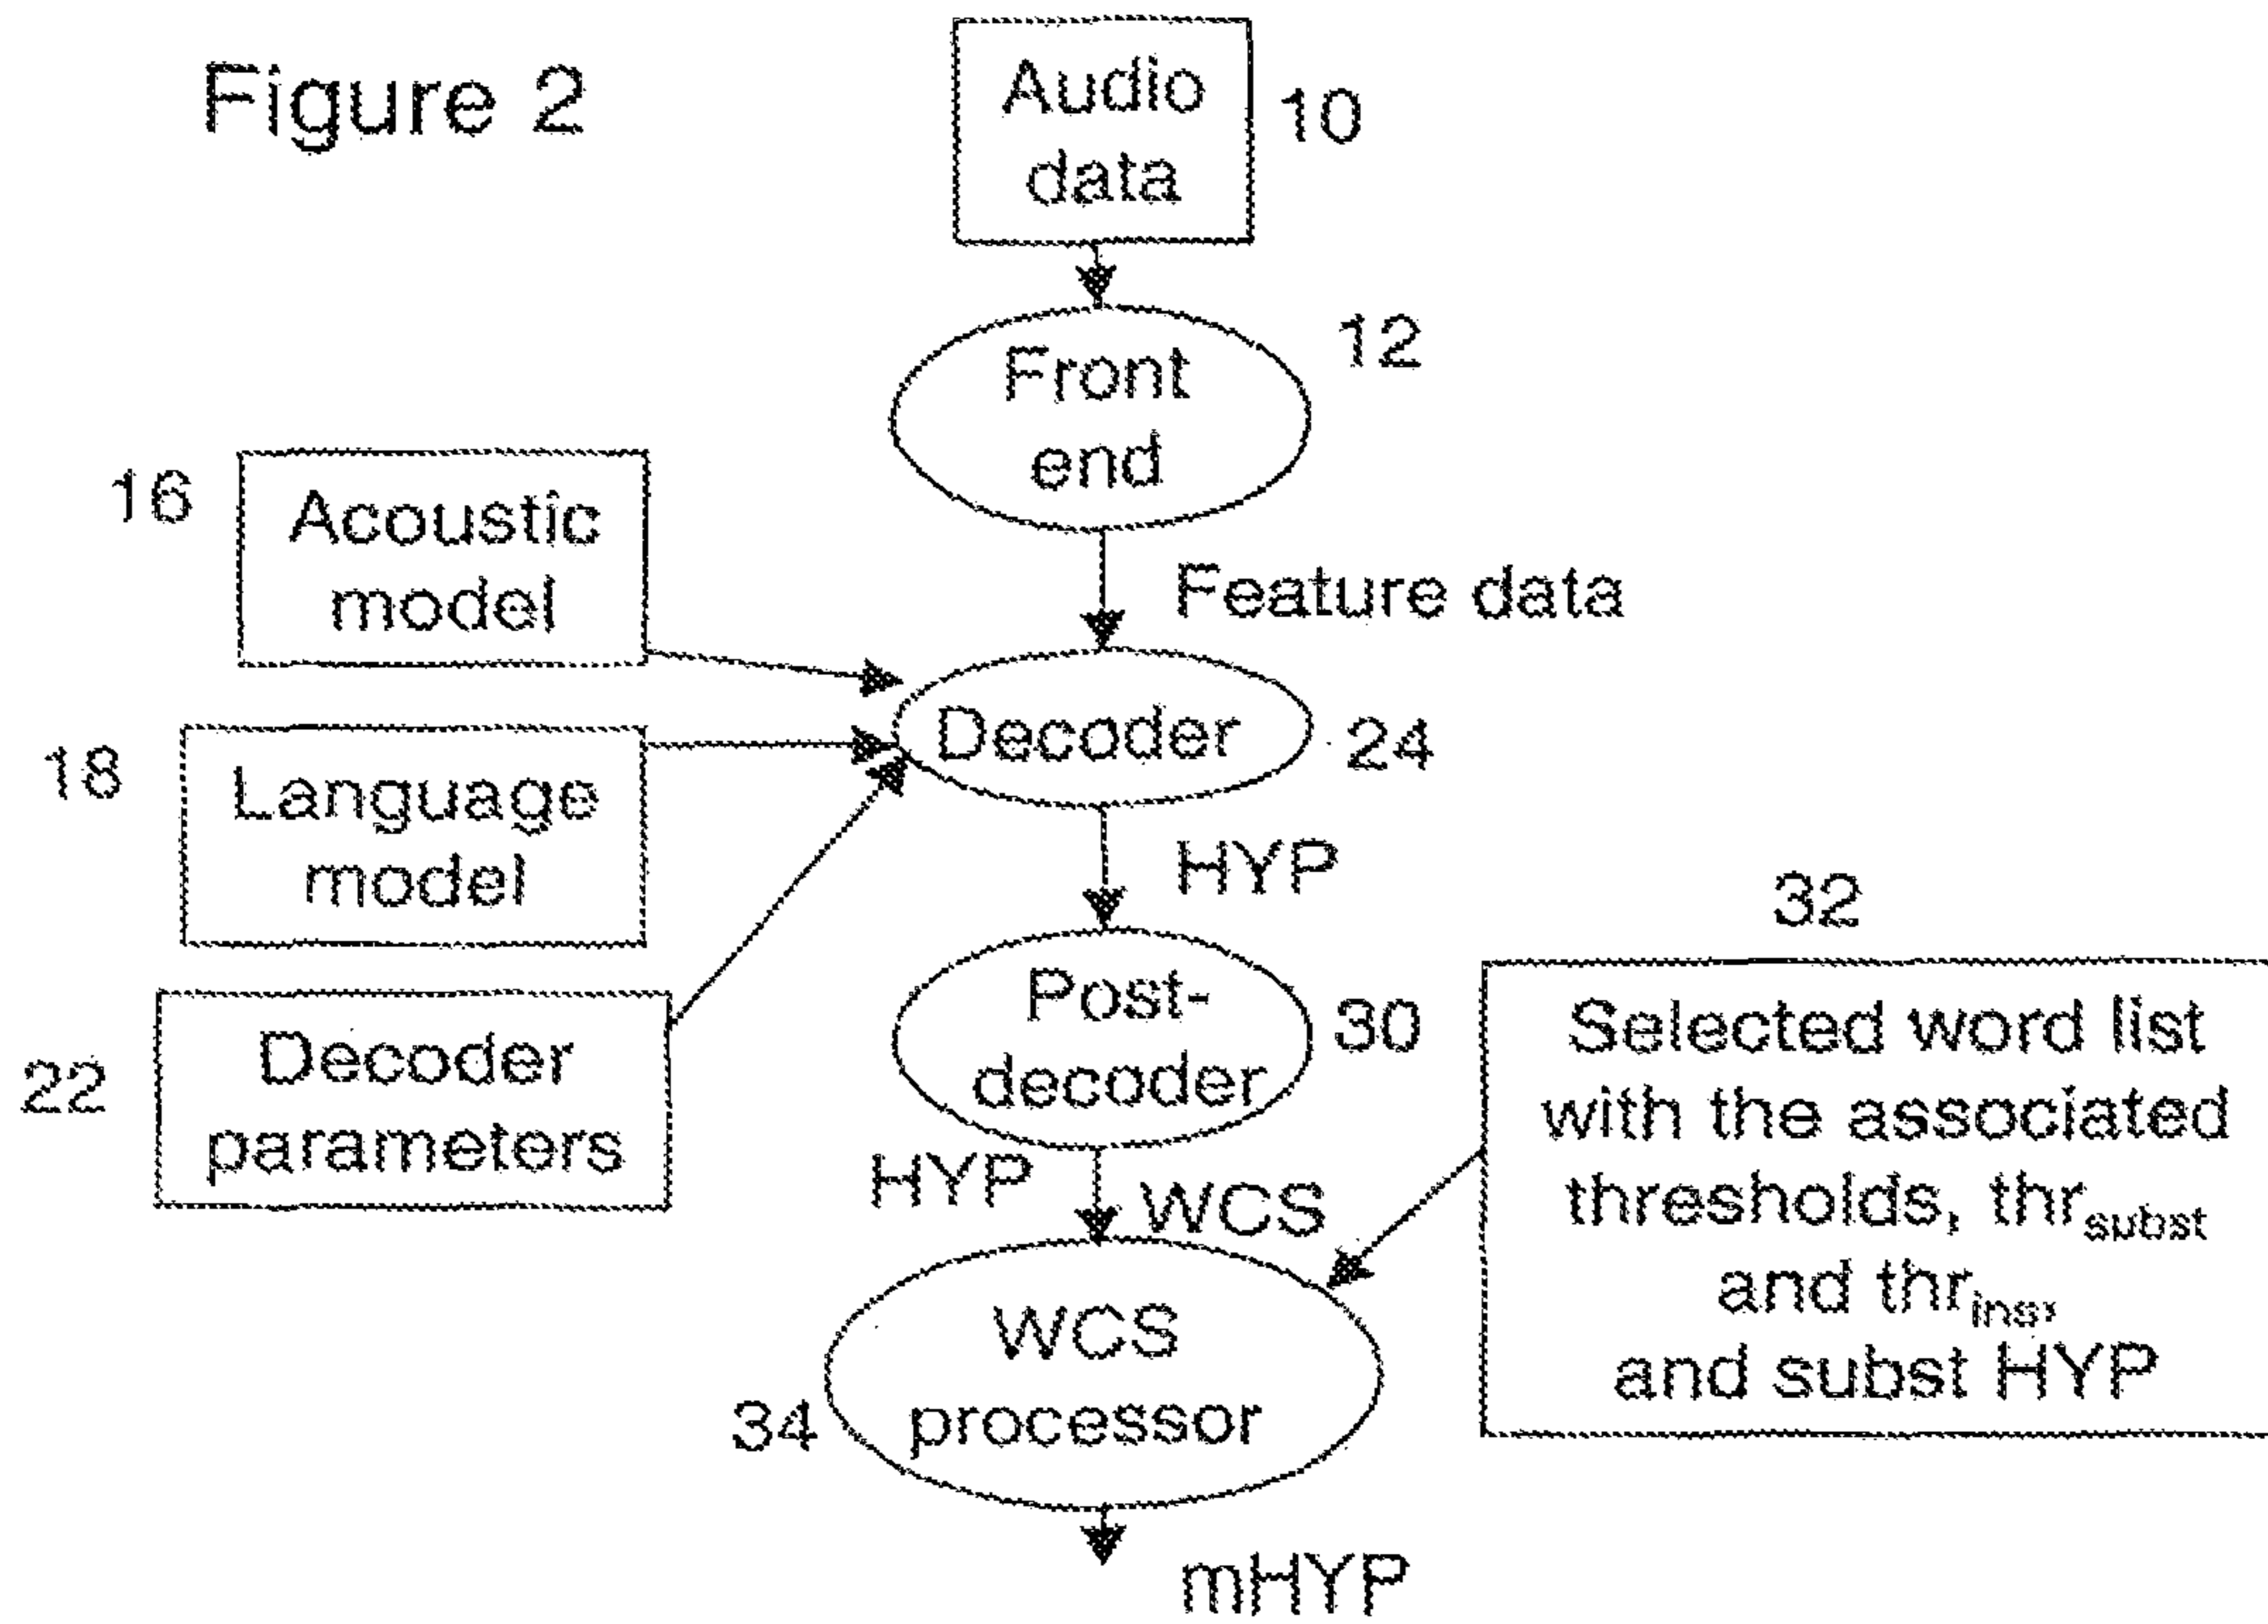 Figure 2
Audio
data
10
Front
end
12
16
Acoustic
model
Feature data
18
Language
model
Decoder
24
HYP
22
Decoder
parameters
Post-
decoder
30
32
Selected word list
with the associated
thresholds, thrsubst
and thrins,
and subst HYP
HYP
WCS
34
WCS
processor
mHYP